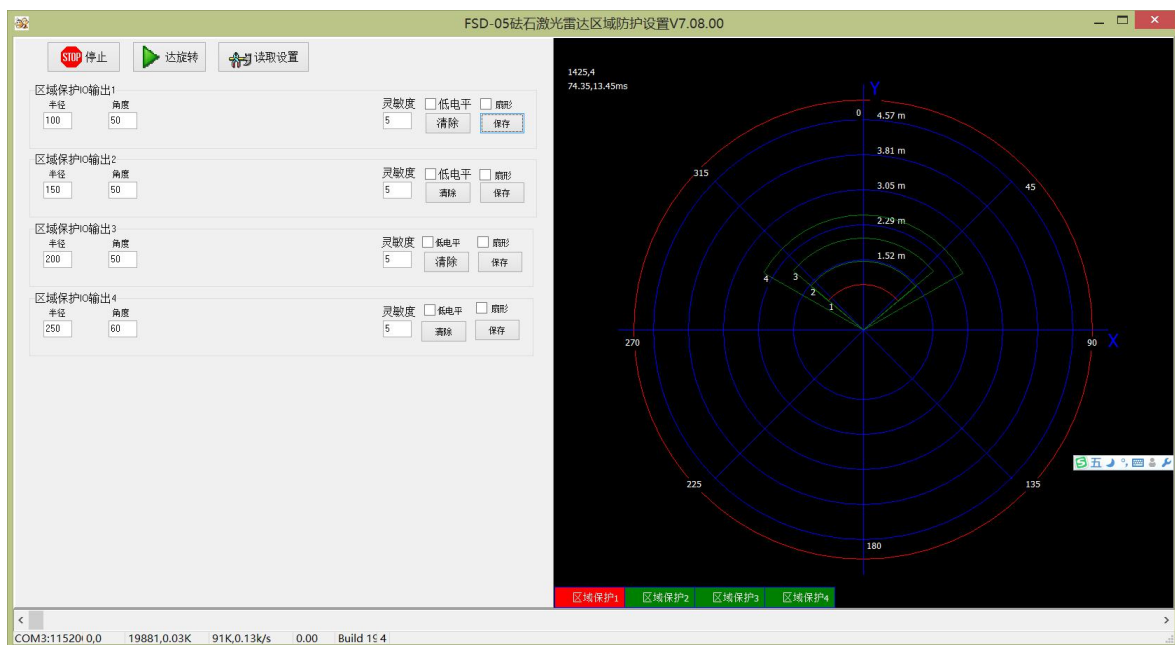 FSD-05砝石激光雷达区域防护设置V7.08.00
STOP 停止 达旋转 读取设置
区域保护IO输出1
半径 角度 灵敏度 低电平 扇形
100 50 5 清除 保存
区域保护IO输出2
半径 角度 灵敏度 低电平 扇形
150 50 5 清除 保存
区域保护IO输出3
半径 角度 灵敏度 低电平 扇形
200 50 5 清除 保存
区域保护IO输出4
半径 角度 灵敏度 低电平 扇形
250 60 5 清除 保存
1425,4
74.35,13.45ms
Y
0 4.57 m
3.81 m
315
3.05 m 45
2.29 m
1.52 m
4 3
2
1
270 90 X
五
225 135
180
区域保护1 区域保护2 区域保护3 区域保护4
COM3:11520 0,0 19881,0.03K 91K,0.13k/s 0.00 Build 19 4